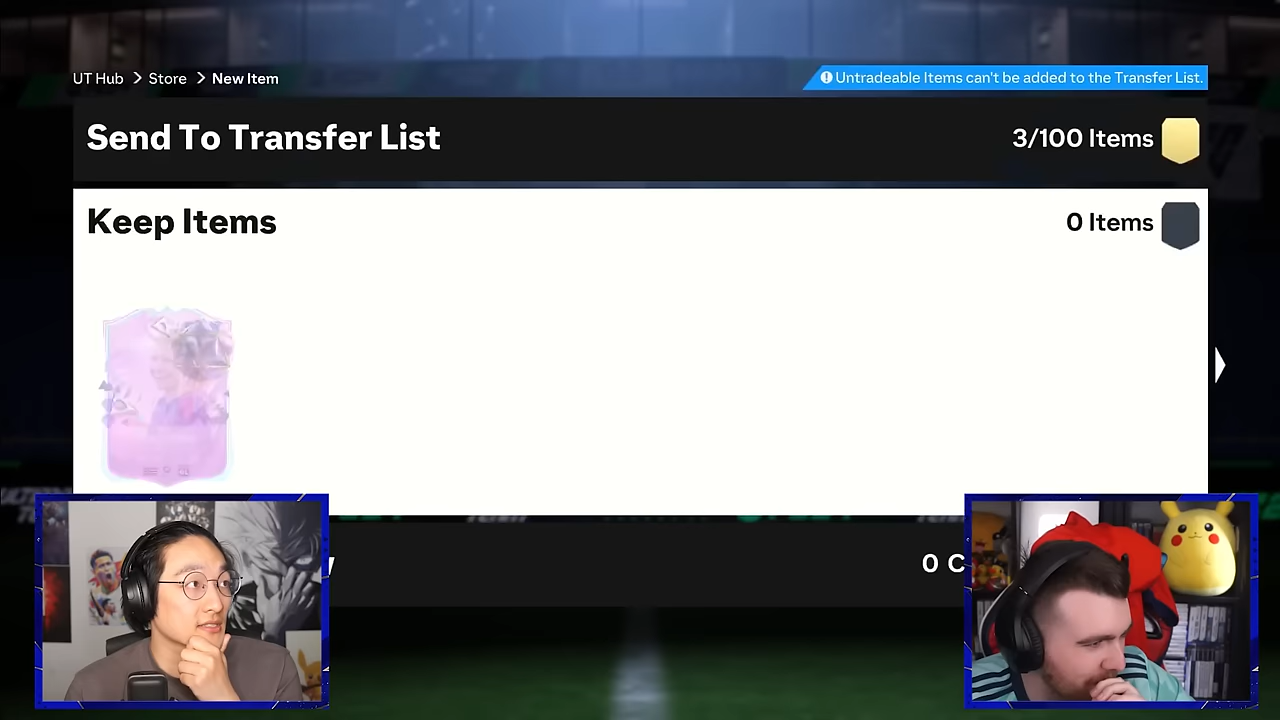 UT Hub > Store > New Item
Untradeable Items can't be added to the Transfer List.
Send To Transfer List
3/100 Items
Keep Items
0 Items
0 C